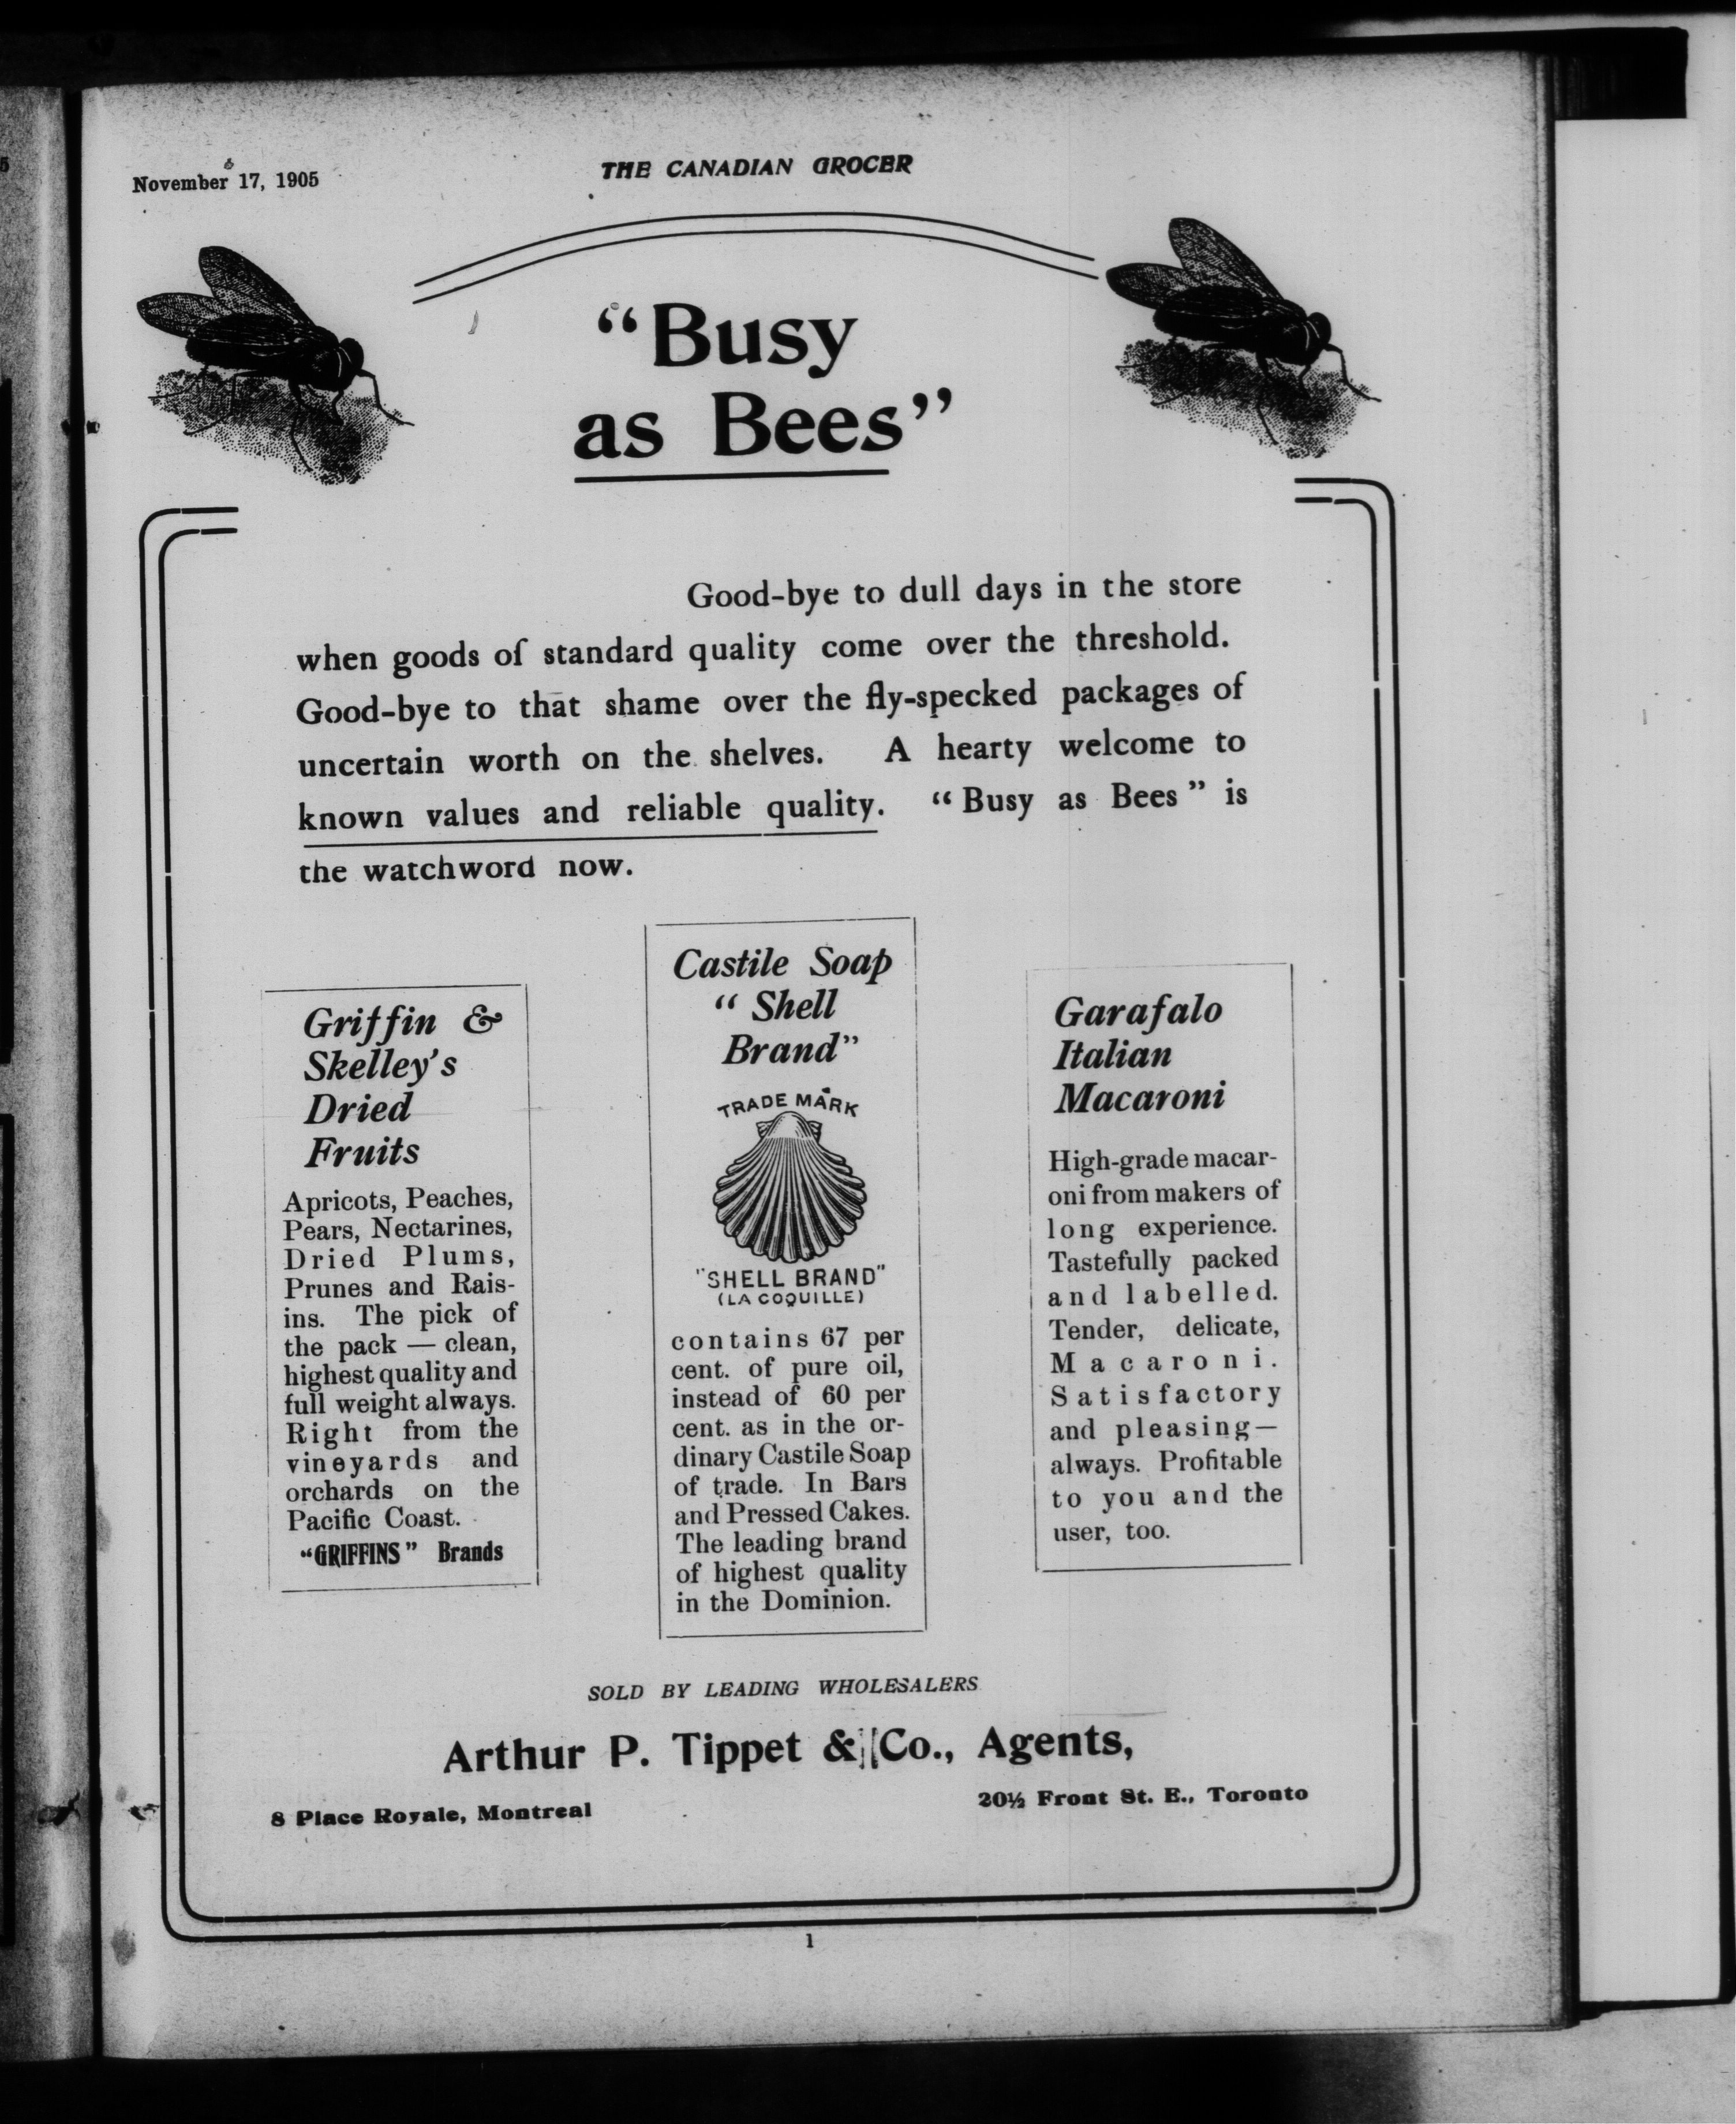 November 17, 1905
THE CANADIAN GROCER
“Busy
as Bees”
Good-bye to dull days in the store
when goods of standard quality come over the threshold.
Good-bye to that shame over the fly-specked packages of
uncertain worth on the shelves. A hearty welcome to
known values and reliable quality. “Busy as Bees” is
the watchword now.
Griffin &
Skelley's
Dried
Fruits
Apricots, Peaches,
Pears, Nectarines,
Dried Plums,
Prunes and Rais-
ins. The pick of
the pack — clean,
highest quality and
full weight always.
Right from the
vineyards and
orchards on the
Pacific Coast.
“GRIFFINS” Brands
Castile Soap
“Shell
Brand”
TRADE MARK
"SHELL BRAND"
(LA COQUILLE)
contains 67 per
cent. of pure oil,
instead of 60 per
cent. as in the or-
dinary Castile Soap
of trade. In Bars
and Pressed Cakes.
The leading brand
of highest quality
in the Dominion.
Garafalo
Italian
Macaroni
High-grade macar-
oni from makers of
long experience.
Tastefully packed
and labelled.
Tender, delicate,
Macaroni.
Satisfactory
and pleasing—
always. Profitable
to you and the
user, too.
SOLD BY LEADING WHOLESALERS
Arthur P. Tippet & Co., Agents,
8 Place Royale, Montreal
20½ Front St. E., Toronto
1